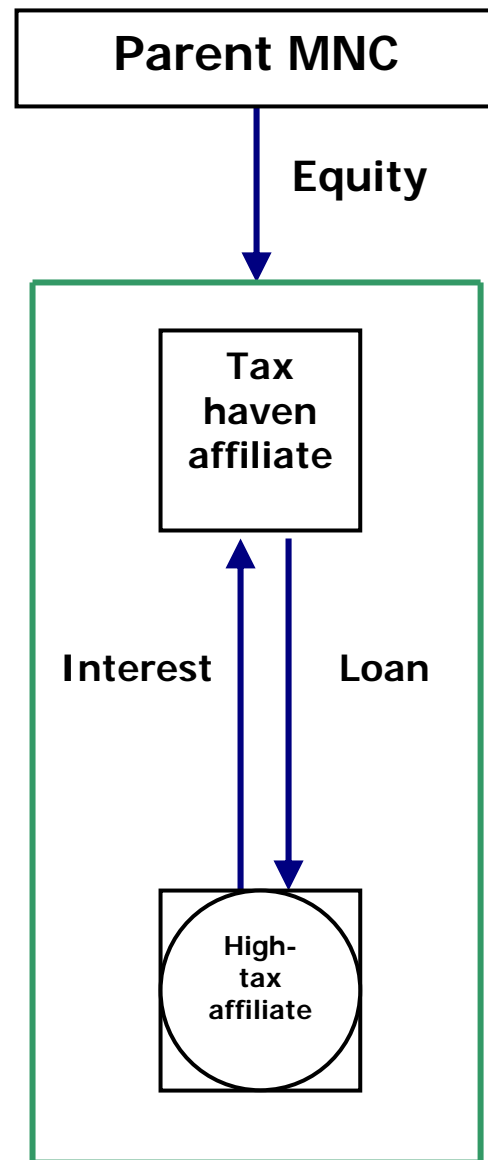 Parent MNC
Equity
Tax
haven
affiliate
Interest
Loan
High-
tax
affiliate